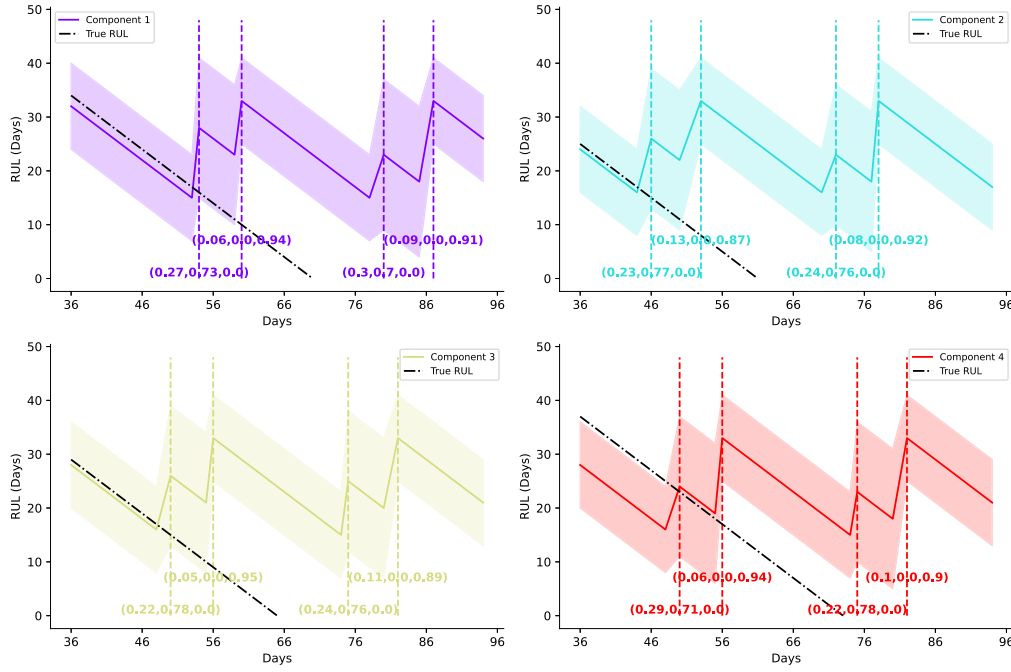 50
40
30
20
10
0
RUL (Days)
Component 1
True RUL
(0.06,0.0,0.94)
(0.09,0.0,0.91)
(0.27,0.73,0.0)
(0.3,0.7,0.0)
36 46 56 66 76 86 96
Days
50
40
30
20
10
0
RUL (Days)
Component 2
True RUL
(0.13,0.0,0.87)
(0.08,0.0,0.92)
(0.23,0.77,0.0)
(0.24,0.76,0.0)
36 46 56 66 76 86 96
Days
50
40
30
20
10
0
RUL (Days)
Component 3
True RUL
(0.05,0.0,0.95)
(0.11,0.0,0.89)
(0.22,0.78,0.0)
(0.24,0.76,0.0)
36 46 56 66 76 86 96
Days
50
40
30
20
10
0
RUL (Days)
Component 4
True RUL
(0.06,0.0,0.94)
(0.1,0.0,0.9)
(0.29,0.71,0.0)
(0.22,0.78,0.0)
36 46 56 66 76 86 96
Days